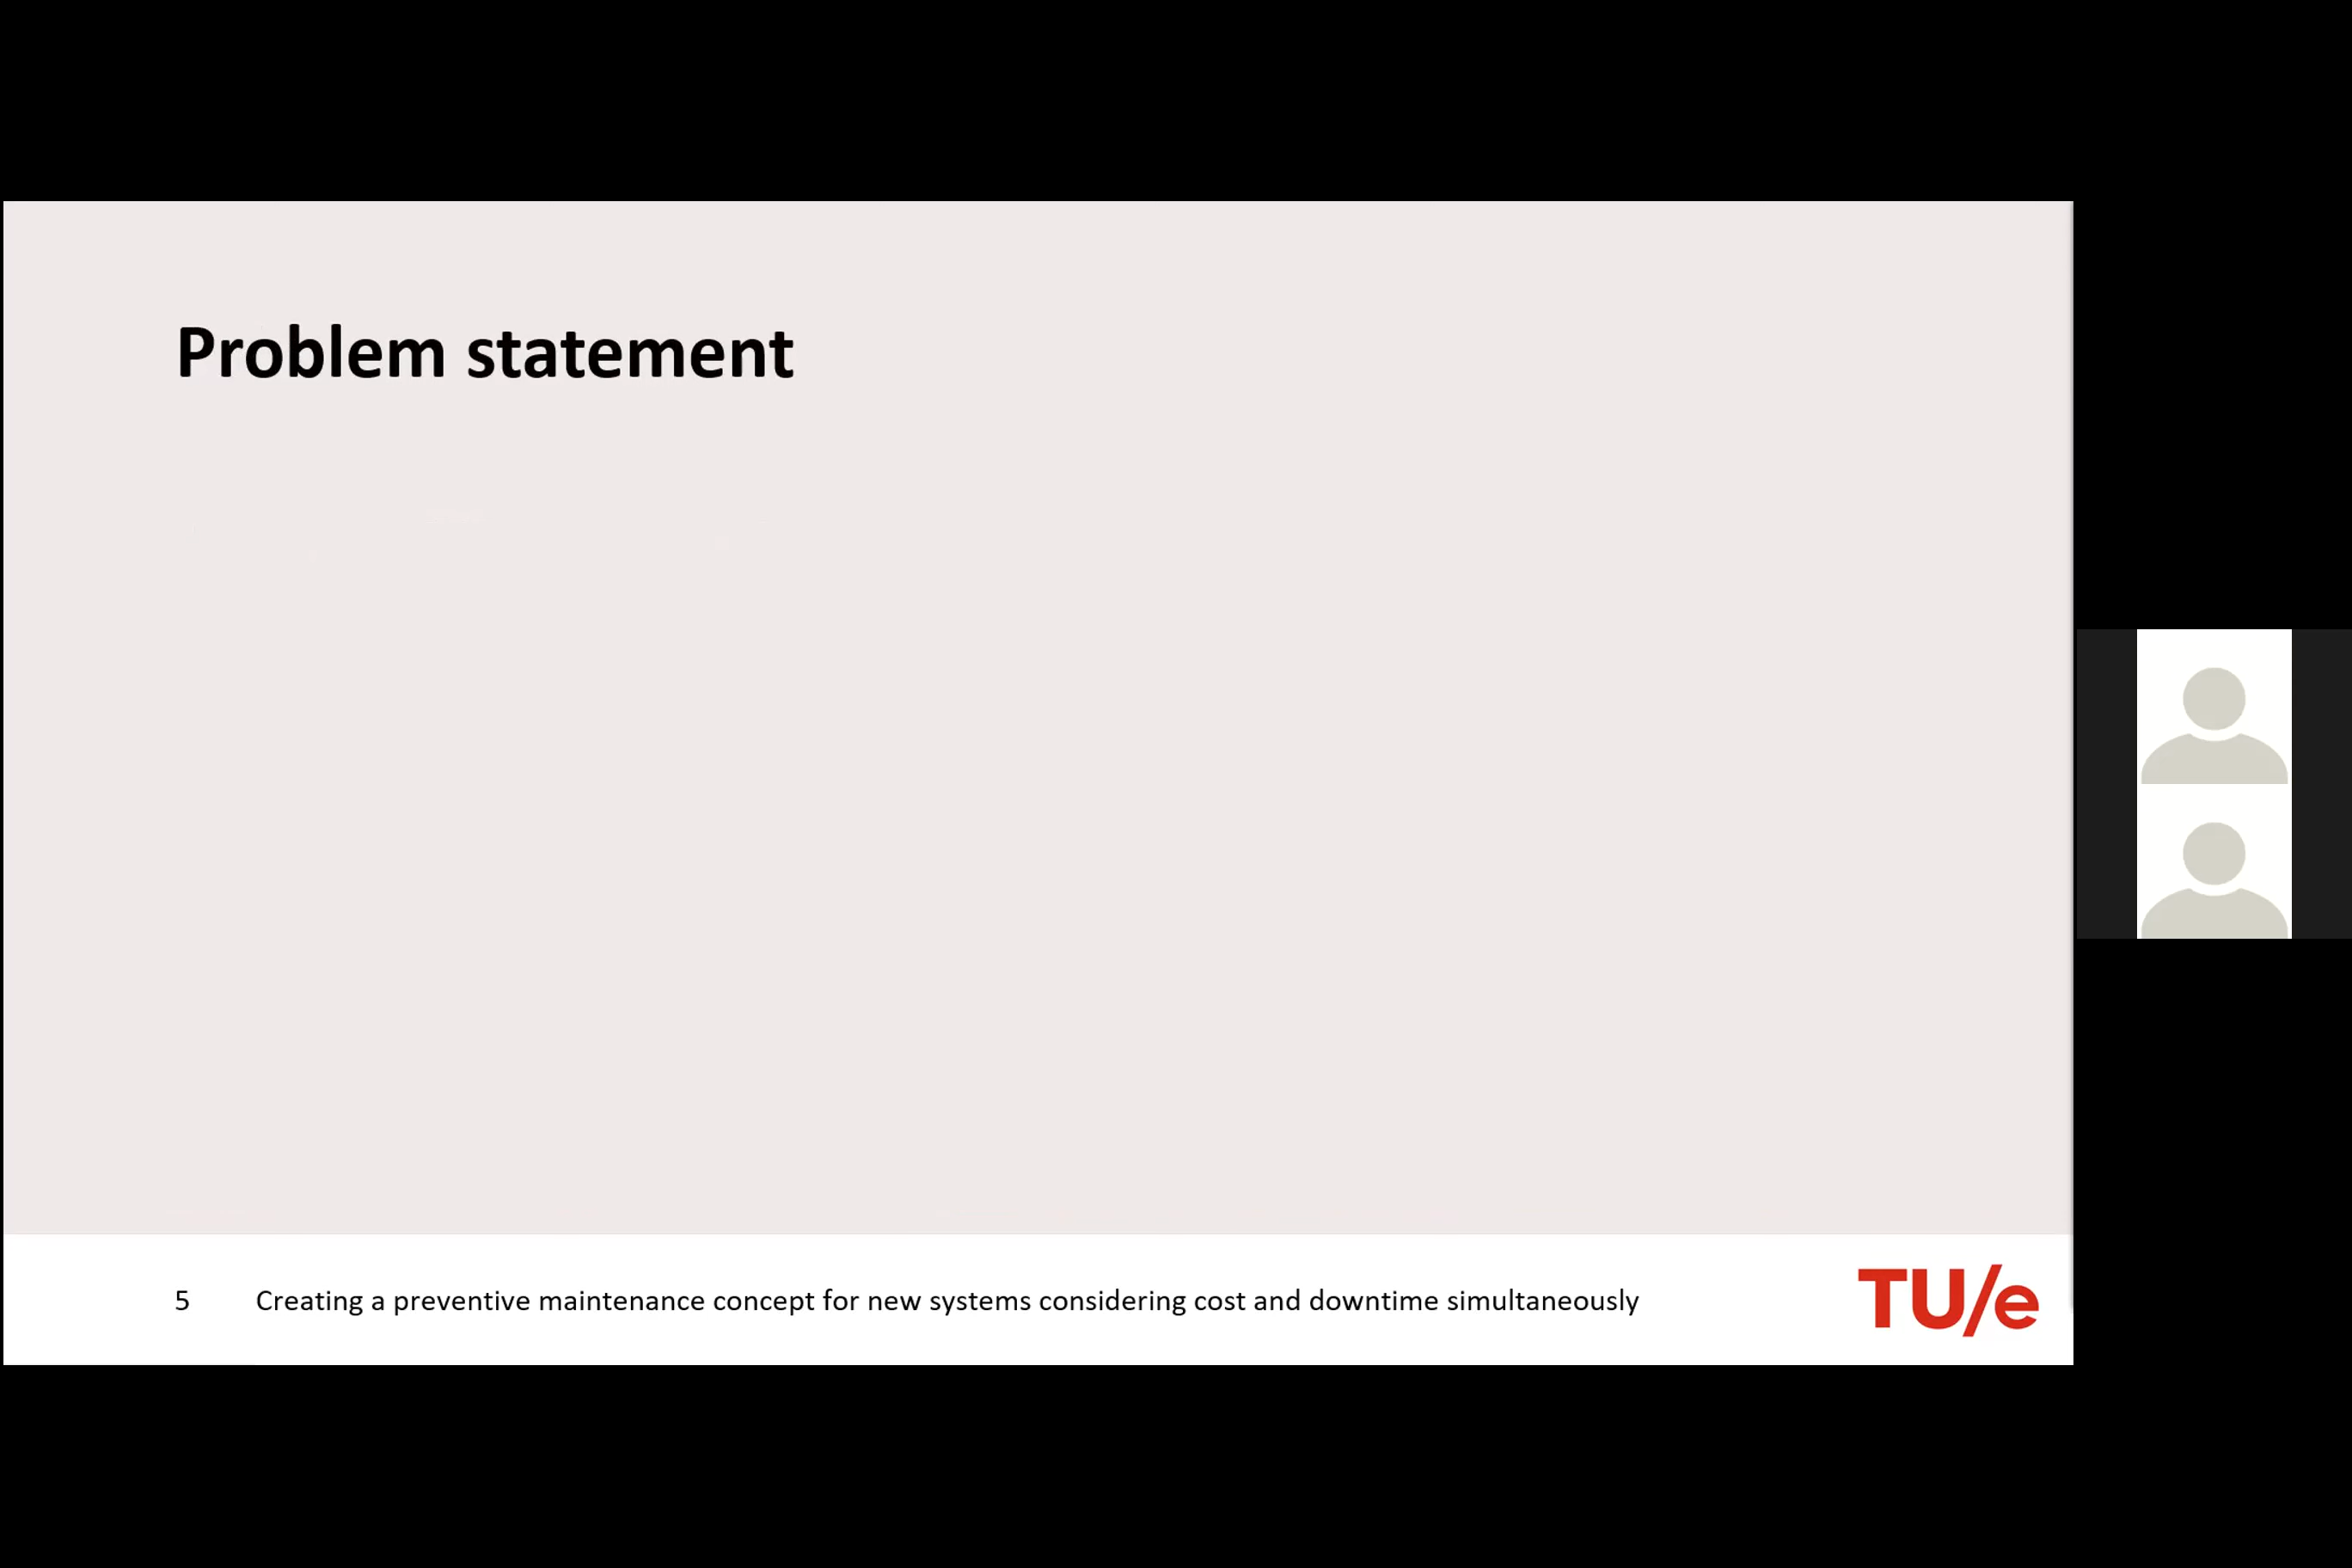 Problem statement
5 Creating a preventive maintenance concept for new systems considering cost and downtime simultaneously
TU/e